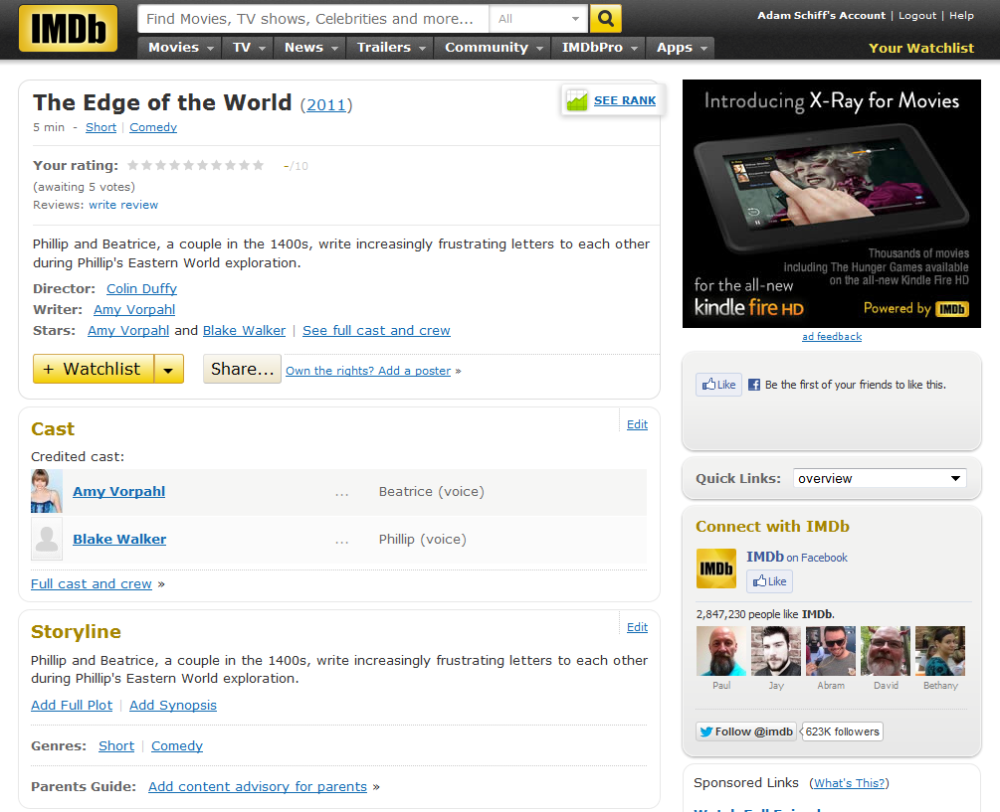 IMDb
Find Movies, TV shows, Celebrities and more...
All
Adam Schiff's Account | Logout | Help
Movies
TV
News
Trailers
Community
IMDbPro
Apps
Your Watchlist
The Edge of the World (2011)
SEE RANK
5 min - Short | Comedy
Your rating: -/10
(awaiting 5 votes)
Reviews: write review
Phillip and Beatrice, a couple in the 1400s, write increasingly frustrating letters to each other
during Phillip's Eastern World exploration.
Director: Colin Duffy
Writer: Amy Vorpahl
Stars: Amy Vorpahl and Blake Walker | See full cast and crew
+ Watchlist
Share...
Own the rights? Add a poster »
Cast
Edit
Credited cast:
Amy Vorpahl ... Beatrice (voice)
Blake Walker ... Phillip (voice)
Full cast and crew »
Storyline
Edit
Phillip and Beatrice, a couple in the 1400s, write increasingly frustrating letters to each other
during Phillip's Eastern World exploration.
Add Full Plot | Add Synopsis
Genres: Short | Comedy
Parents Guide: Add content advisory for parents »
Introducing X-Ray for Movies
Thousands of movies
including The Hunger Games available
on the all-new Kindle Fire HD
for the all-new
kindle fire HD
Powered by IMDb
ad feedback
Like
Be the first of your friends to like this.
Quick Links: overview
Connect with IMDb
IMDb
IMDb on Facebook
Like
2,847,230 people like IMDb.
Paul
Jay
Abram
David
Bethany
Follow @imdb
623K followers
Sponsored Links (What's This?)